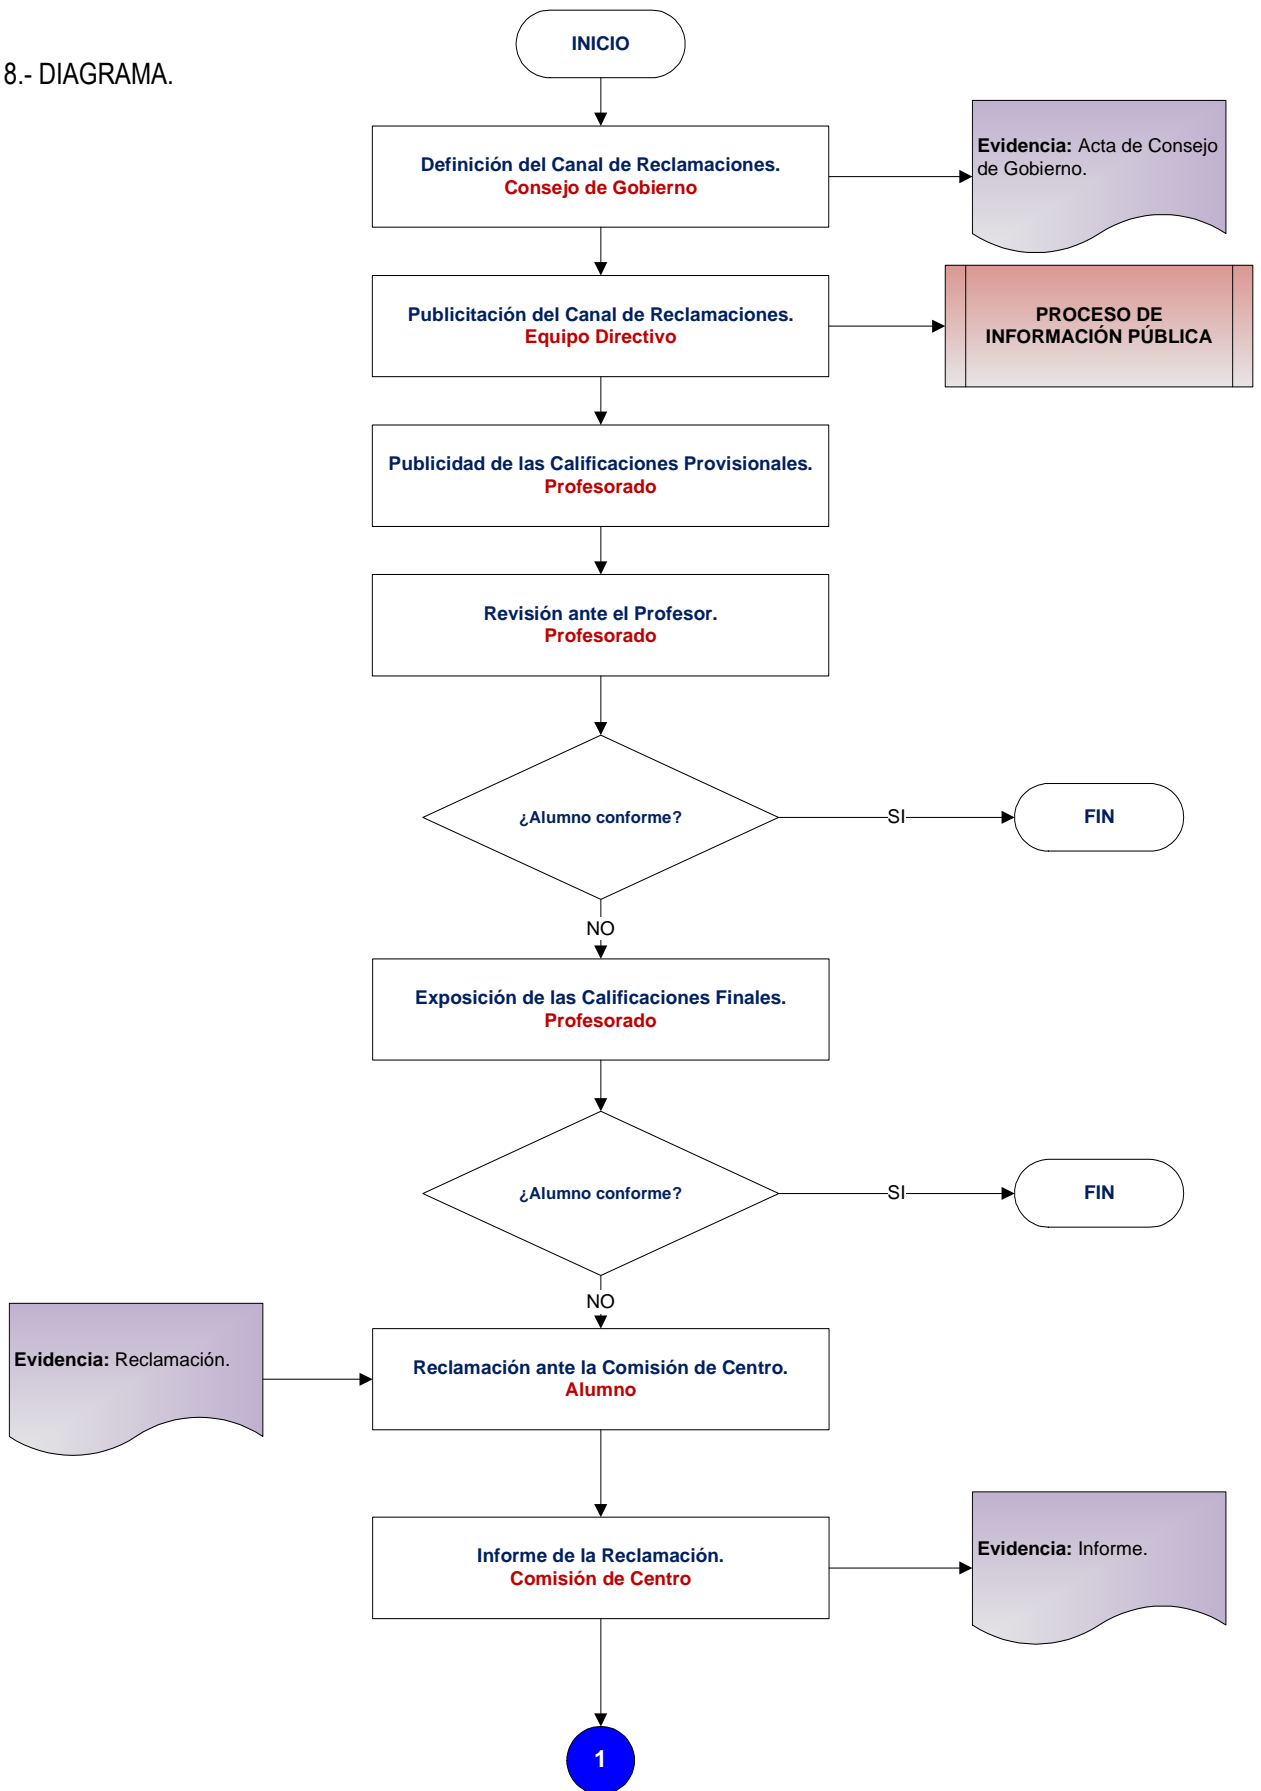 INICIO
8.- DIAGRAMA.
Definición del Canal de Reclamaciones.
Consejo de Gobierno
Evidencia: Acta de Consejo
de Gobierno.
Publicitación del Canal de Reclamaciones.
Equipo Directivo
PROCESO DE
INFORMACIÓN PÚBLICA
Publicidad de las Calificaciones Provisionales.
Profesorado
Revisión ante el Profesor.
Profesorado
¿Alumno conforme?
SI
FIN
NO
Exposición de las Calificaciones Finales.
Profesorado
¿Alumno conforme?
SI
FIN
NO
Evidencia: Reclamación.
Reclamación ante la Comisión de Centro.
Alumno
Informe de la Reclamación.
Comisión de Centro
Evidencia: Informe.
1